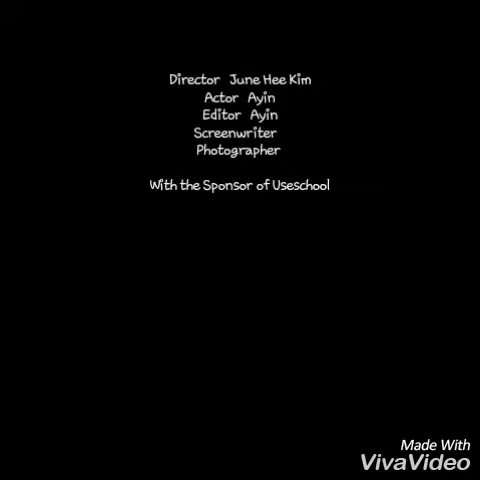 Director June Hee Kim
Actor Ayin
Editor Ayin
Screenwriter
Photographer
With the Sponsor of Useschool
Made With
VivaVideo